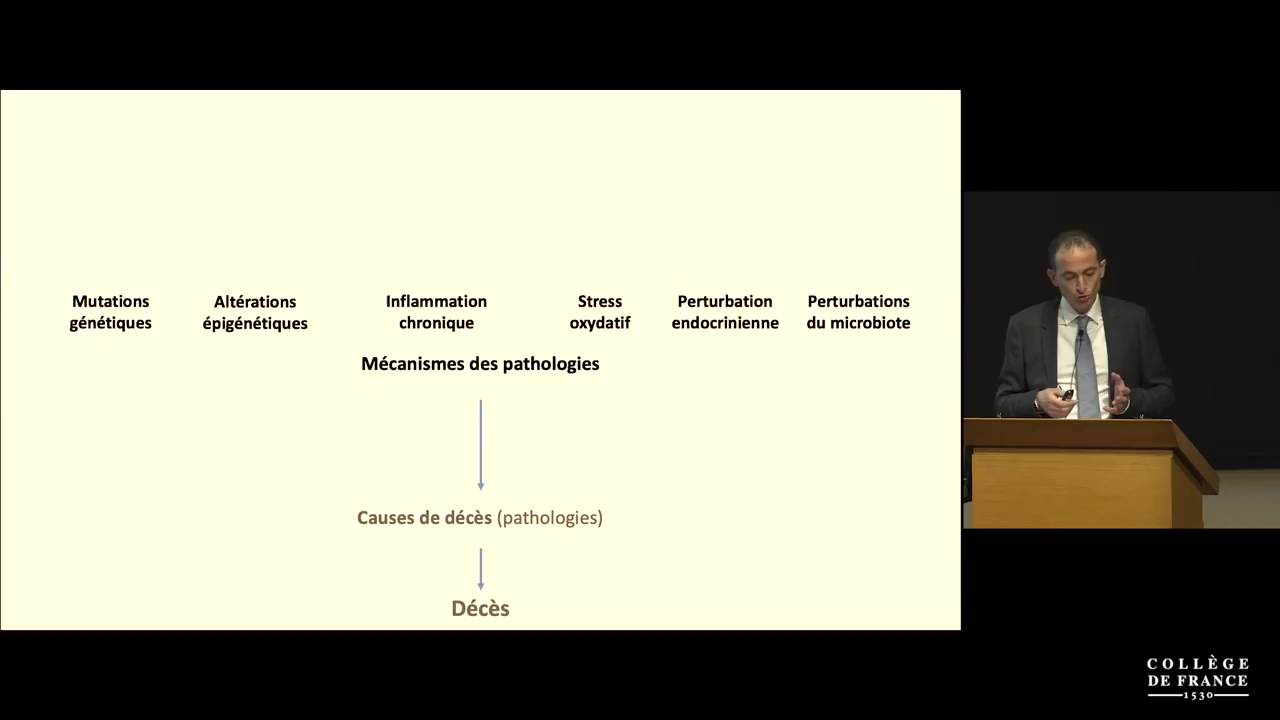 Mutations
génétiques
Altérations
épigénétiques
Inflammation
chronique
Stress
oxydatif
Perturbation
endocrinienne
Perturbations
du microbiote
Mécanismes des pathologies
Causes de décès (pathologies)
Décès
COLLÈGE
DE FRANCE
1530